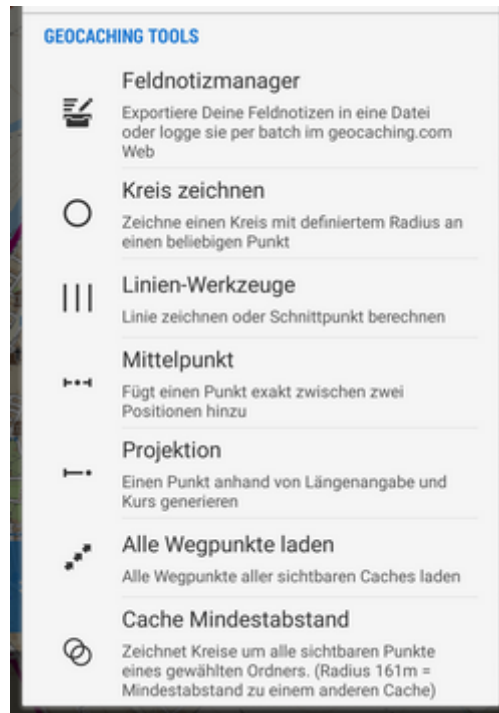 GEOCACHING TOOLS
Feldnotizmanager
Exportiere Deine Feldnotizen in eine Datei
oder logge sie per batch im geocaching.com
Web
Kreis zeichnen
Zeichne einen Kreis mit definiertem Radius an
einen beliebigen Punkt
Linien-Werkzeuge
Linie zeichnen oder Schnittpunkt berechnen
Mittelpunkt
Fügt einen Punkt exakt zwischen zwei
Positionen hinzu
Projektion
Einen Punkt anhand von Längenangabe und
Kurs generieren
Alle Wegpunkte laden
Alle Wegpunkte aller sichtbaren Caches laden
Cache Mindestabstand
Zeichnet Kreise um alle sichtbaren Punkte
eines gewählten Ordners. (Radius 161m =
Mindestabstand zu einem anderen Cache)